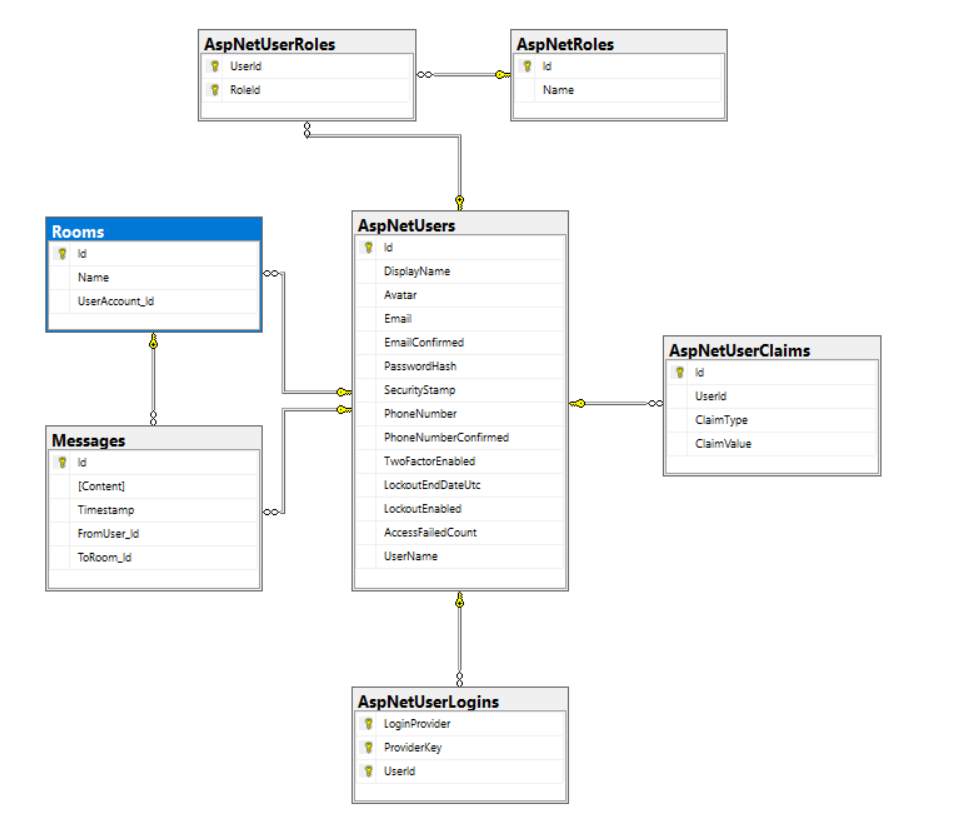 AspNetUserRoles
UserId
RoleId
AspNetRoles
Id
Name
Rooms
Id
Name
UserAccount_Id
AspNetUsers
Id
DisplayName
Avatar
Email
EmailConfirmed
PasswordHash
SecurityStamp
PhoneNumber
PhoneNumberConfirmed
TwoFactorEnabled
LockoutEndDateUtc
LockoutEnabled
AccessFailedCount
UserName
AspNetUserClaims
Id
UserId
ClaimType
ClaimValue
Messages
Id
[Content]
Timestamp
FromUser_Id
ToRoom_Id
AspNetUserLogins
LoginProvider
ProviderKey
UserId